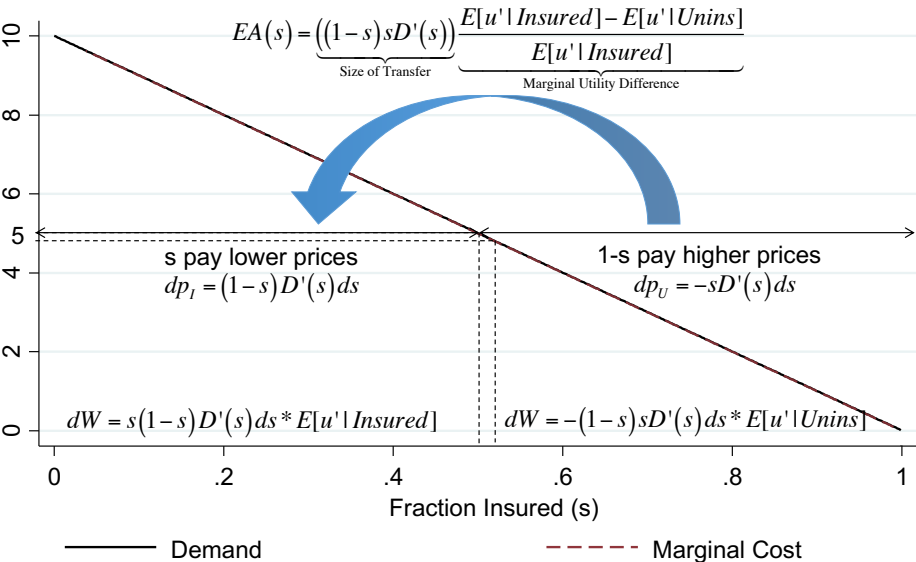 EA(s) = ((1−s)sD'(s)) E[u' | Insured] − E[u' | Unins] / E[u' | Insured]
Size of Transfer
Marginal Utility Difference
10
8
6
5
4
2
0
s pay lower prices
1-s pay higher prices
dp_I = (1−s)D'(s)ds
dp_U = −sD'(s)ds
dW = s(1−s)D'(s)ds * E[u' | Insured]
dW = −(1−s)sD'(s)ds * E[u' | Unins]
0 .2 .4 .6 .8 1
Fraction Insured (s)
Demand
Marginal Cost